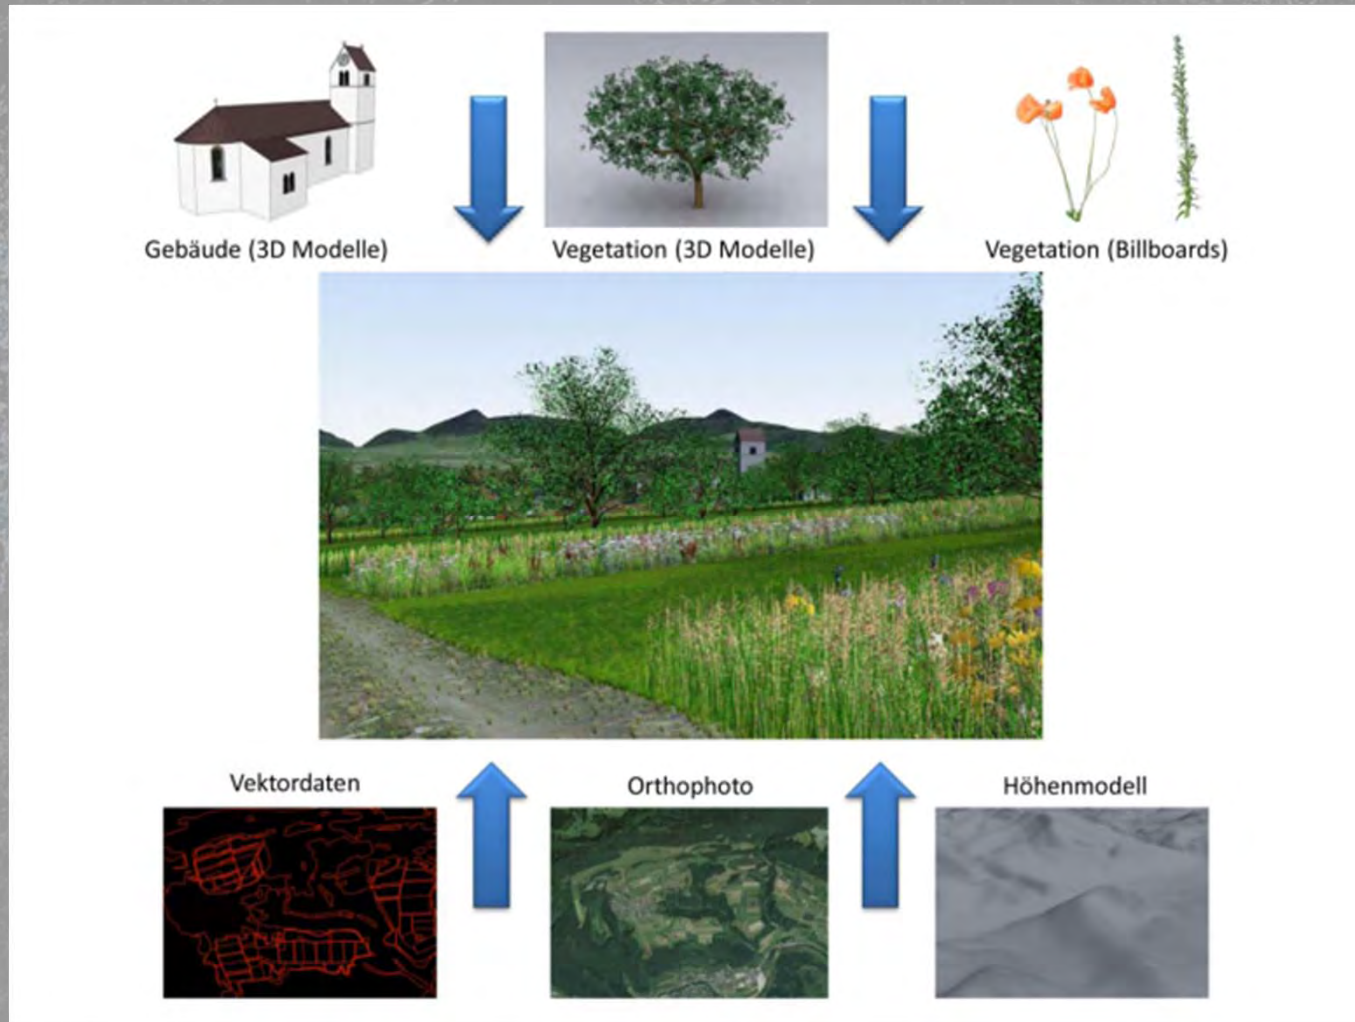 Gebäude (3D Modelle)
Vegetation (3D Modelle)
Vegetation (Billboards)
Vektordaten
Orthophoto
Höhenmodell